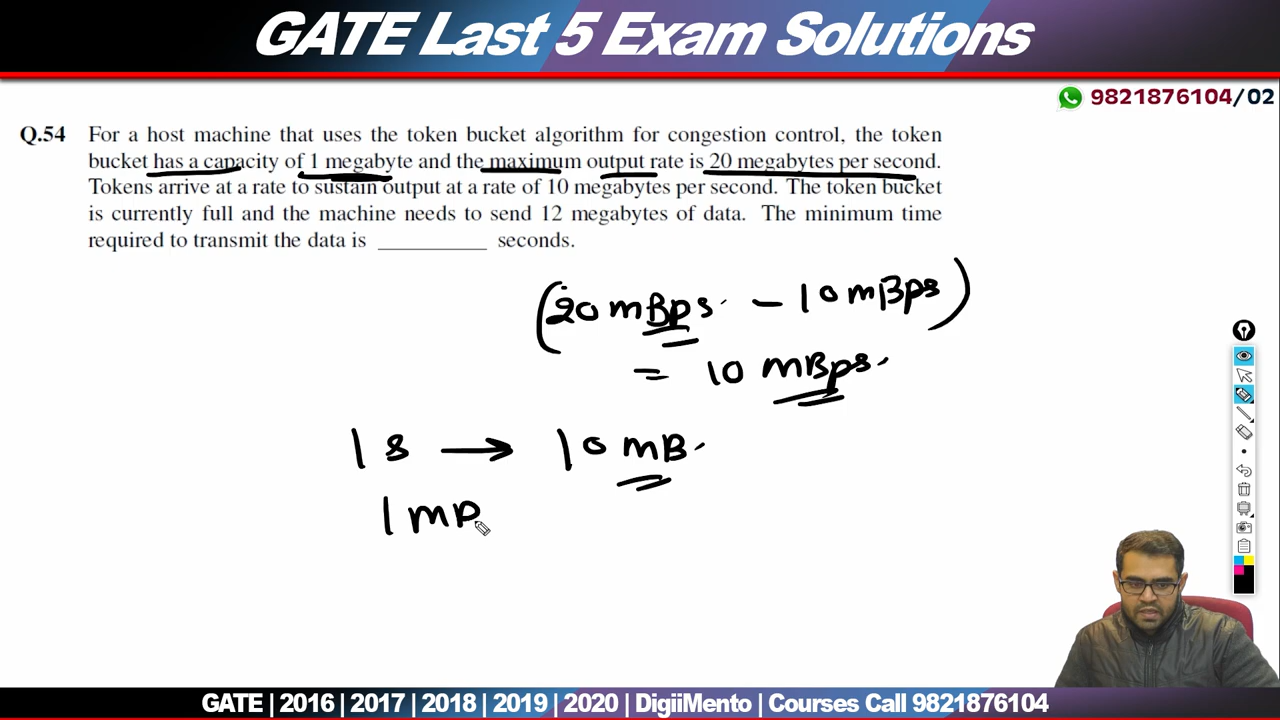 GATE Last 5 Exam Solutions
9821876104/02
Q.54 For a host machine that uses the token bucket algorithm for congestion control, the token
bucket has a capacity of 1 megabyte and the maximum output rate is 20 megabytes per second.
Tokens arrive at a rate to sustain output at a rate of 10 megabytes per second. The token bucket
is currently full and the machine needs to send 12 megabytes of data. The minimum time
required to transmit the data is __________ seconds.
(20 mBps - 10 mBps)
= 10 mBps
1 s → 10 mB
1 mB
GATE | 2016 | 2017 | 2018 | 2019 | 2020 | DigiiMento | Courses Call 9821876104